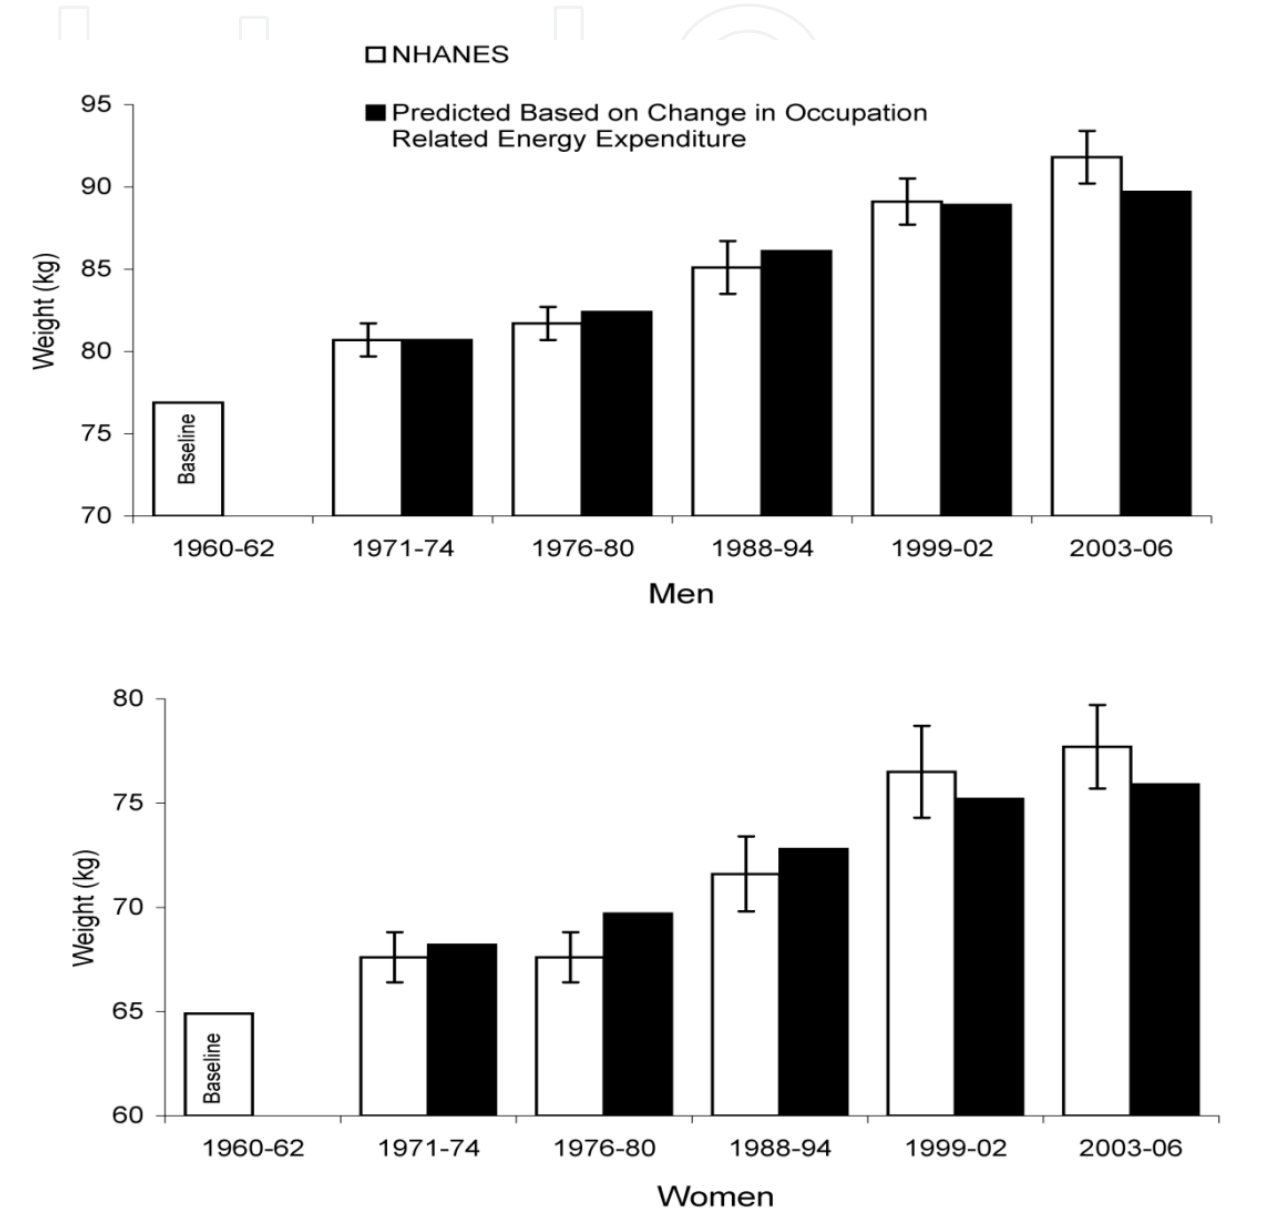 NHANES
Predicted Based on Change in Occupation
Related Energy Expenditure
95
90
85
80
75
70
Weight (kg)
Baseline
1960-62 1971-74 1976-80 1988-94 1999-02 2003-06
Men
80
75
70
65
60
Weight (kg)
Baseline
1960-62 1971-74 1976-80 1988-94 1999-02 2003-06
Women